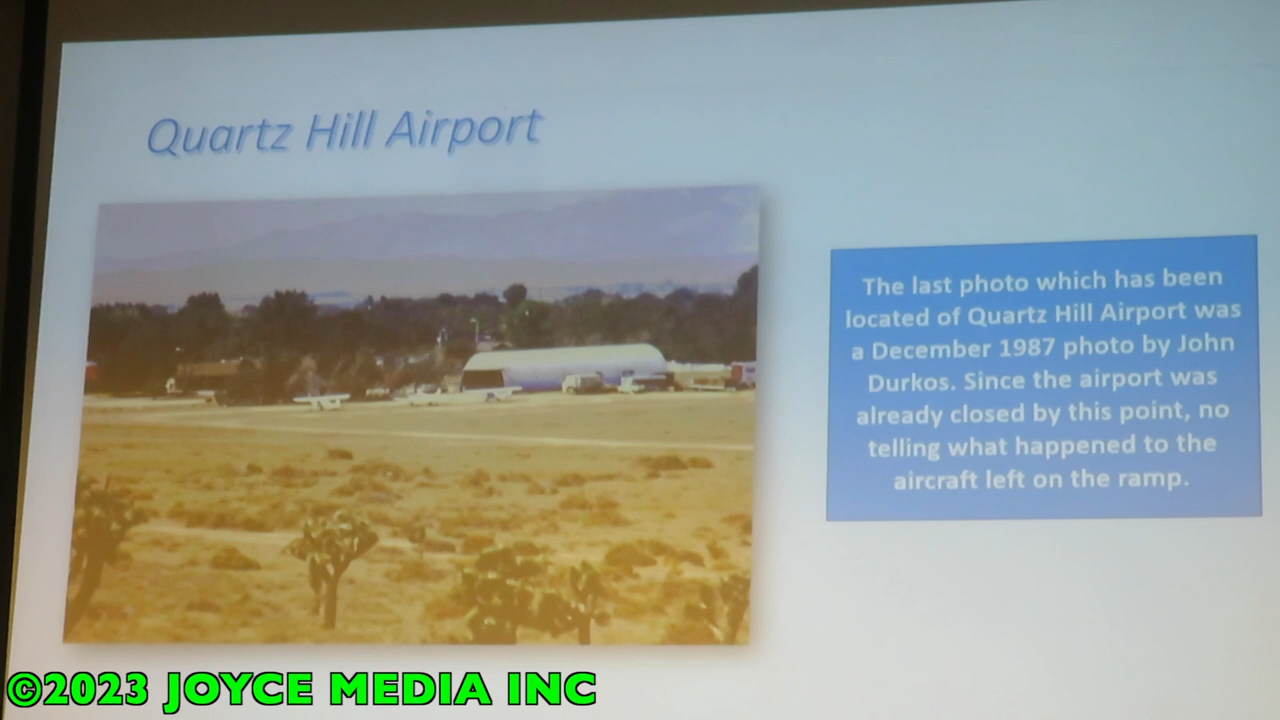 Quartz Hill Airport
The last photo which has been
located of Quartz Hill Airport was
a December 1987 photo by John
Durkos. Since the airport was
already closed by this point, no
telling what happened to the
aircraft left on the ramp.
©2023 JOYCE MEDIA INC